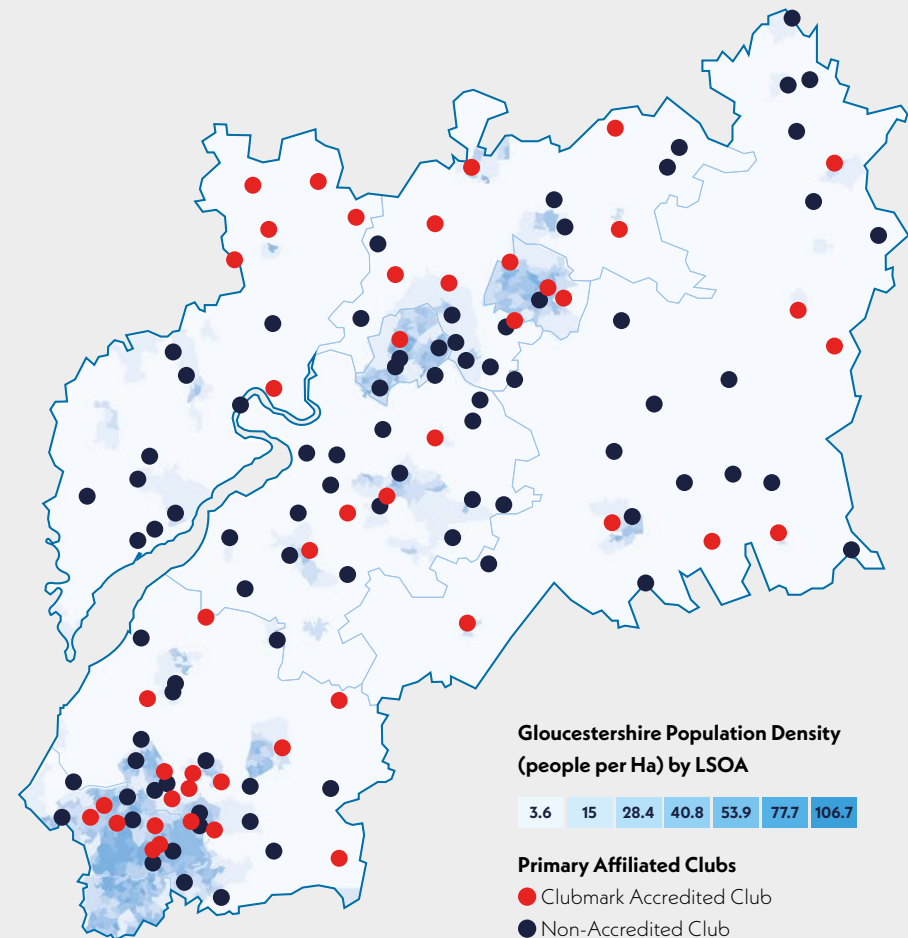 Gloucestershire Population Density
(people per Ha) by LSOA
3.6 15 28.4 40.8 53.9 77.7 106.7
Primary Affiliated Clubs
Clubmark Accredited Club
Non-Accredited Club